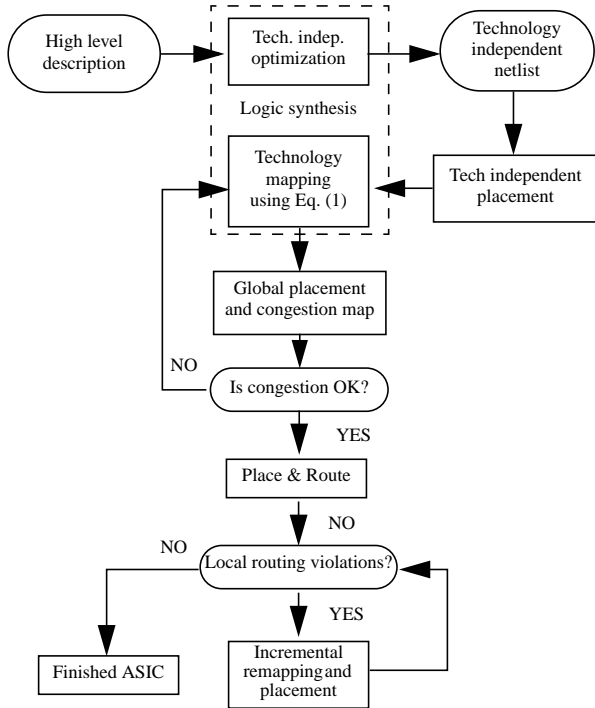 High level
description
Tech. indep.
optimization
Technology
independent
netlist
Logic synthesis
Technology
mapping
using Eq. (1)
Tech independent
placement
Global placement
and congestion map
NO
Is congestion OK?
YES
Place & Route
NO
NO
Local routing violations?
YES
Finished ASIC
Incremental
remapping and
placement